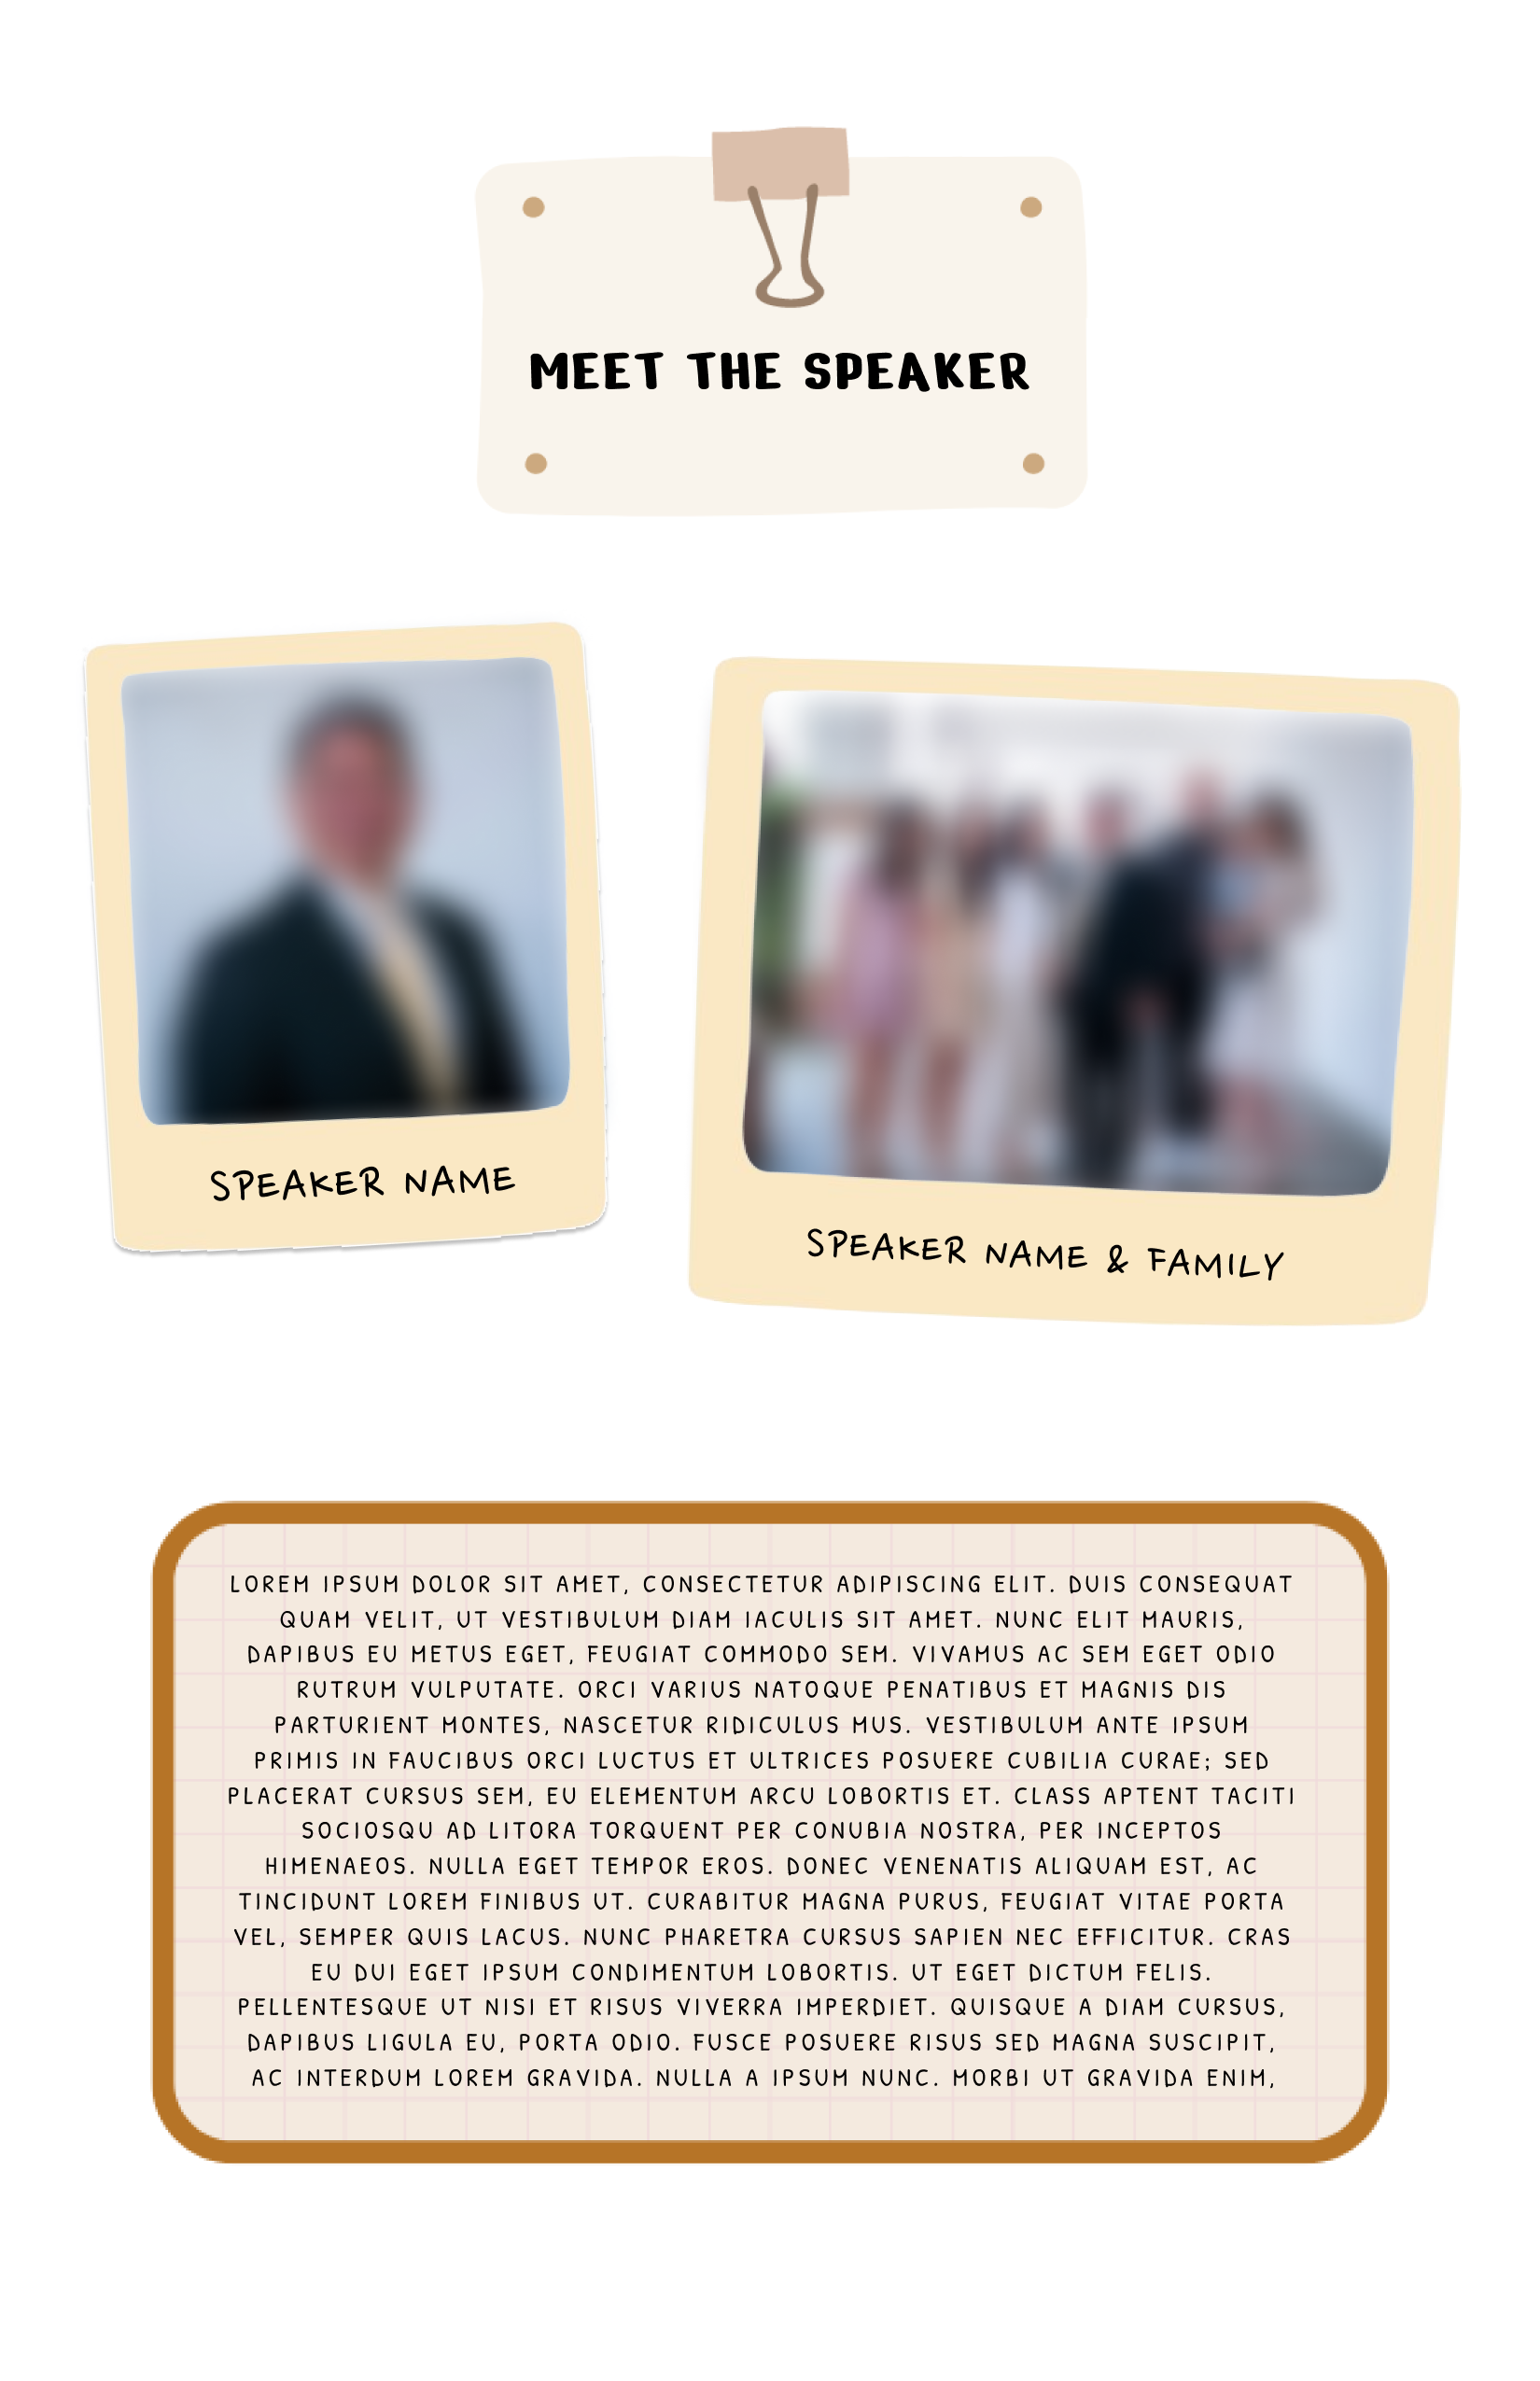 MEET THE SPEAKER
SPEAKER NAME
SPEAKER NAME & FAMILY
LOREM IPSUM DOLOR SIT AMET, CONSECTETUR ADIPISCING ELIT. DUIS CONSEQUAT
QUAM VELIT, UT VESTIBULUM DIAM IACULIS SIT AMET. NUNC ELIT MAURIS,
DAPIBUS EU METUS EGET, FEUGIAT COMMODO SEM. VIVAMUS AC SEM EGET ODIO
RUTRUM VULPUTATE. ORCI VARIUS NATOQUE PENATIBUS ET MAGNIS DIS
PARTURIENT MONTES, NASCETUR RIDICULUS MUS. VESTIBULUM ANTE IPSUM
PRIMIS IN FAUCIBUS ORCI LUCTUS ET ULTRICES POSUERE CUBILIA CURAE; SED
PLACERAT CURSUS SEM, EU ELEMENTUM ARCU LOBORTIS ET. CLASS APTENT TACITI
SOCIOSQU AD LITORA TORQUENT PER CONUBIA NOSTRA, PER INCEPTOS
HIMENAEOS. NULLA EGET TEMPOR EROS. DONEC VENENATIS ALIQUAM EST, AC
TINCIDUNT LOREM FINIBUS UT. CURABITUR MAGNA PURUS, FEUGIAT VITAE PORTA
VEL, SEMPER QUIS LACUS. NUNC PHARETRA CURSUS SAPIEN NEC EFFICITUR. CRAS
EU DUI EGET IPSUM CONDIMENTUM LOBORTIS. UT EGET DICTUM FELIS.
PELLENTESQUE UT NISI ET RISUS VIVERRA IMPERDIET. QUISQUE A DIAM CURSUS,
DAPIBUS LIGULA EU, PORTA ODIO. FUSCE POSUERE RISUS SED MAGNA SUSCIPIT,
AC INTERDUM LOREM GRAVIDA. NULLA A IPSUM NUNC. MORBI UT GRAVIDA ENIM,